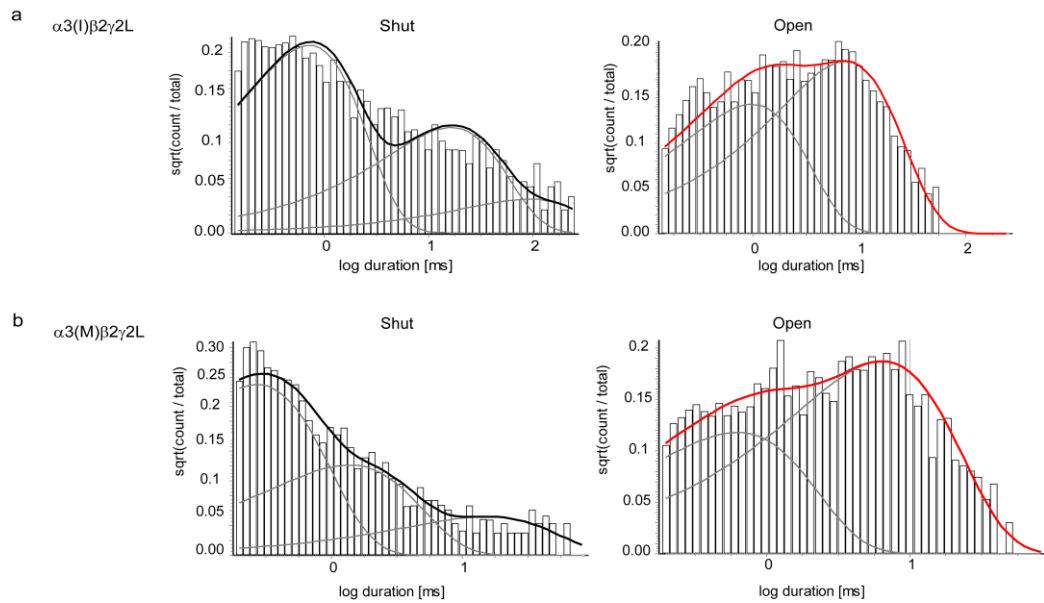 a
α3(I)β2γ2L
Shut
Open
sqrt(count / total)
0.2
0.15
0.1
0.05
0.00
0
1
2
log duration [ms]
sqrt(count / total)
0.20
0.15
0.10
0.05
0.00
0
1
2
log duration [ms]
b
α3(M)β2γ2L
Shut
Open
sqrt(count / total)
0.30
0.25
0.2
0.15
0.1
0.05
0.00
0
1
log duration [ms]
sqrt(count / total)
0.2
0.15
0.1
0.05
0.00
0
1
log duration [ms]